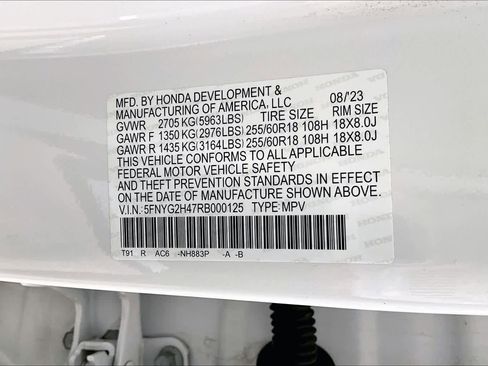 MFD. BY HONDA DEVELOPMENT &
MANUFACTURING OF AMERICA, LLC 08/'23
GVWR 2705 KG(5963LBS) TIRE SIZE RIM SIZE
GAWR F 1350 KG(2976LBS) 255/60R18 108H 18X8.0J
GAWR R 1435 KG(3164LBS) 255/60R18 108H 18X8.0J
THIS VEHICLE CONFORMS TO ALL APPLICABLE
FEDERAL MOTOR VEHICLE SAFETY
AND THEFT PREVENTION STANDARDS IN EFFECT
ON THE DATE OF MANUFACTURE SHOWN ABOVE.
V.I.N.: 5FNYG2H47RB000125 TYPE: MPV
T91 R AC6 -NH883P -A -B